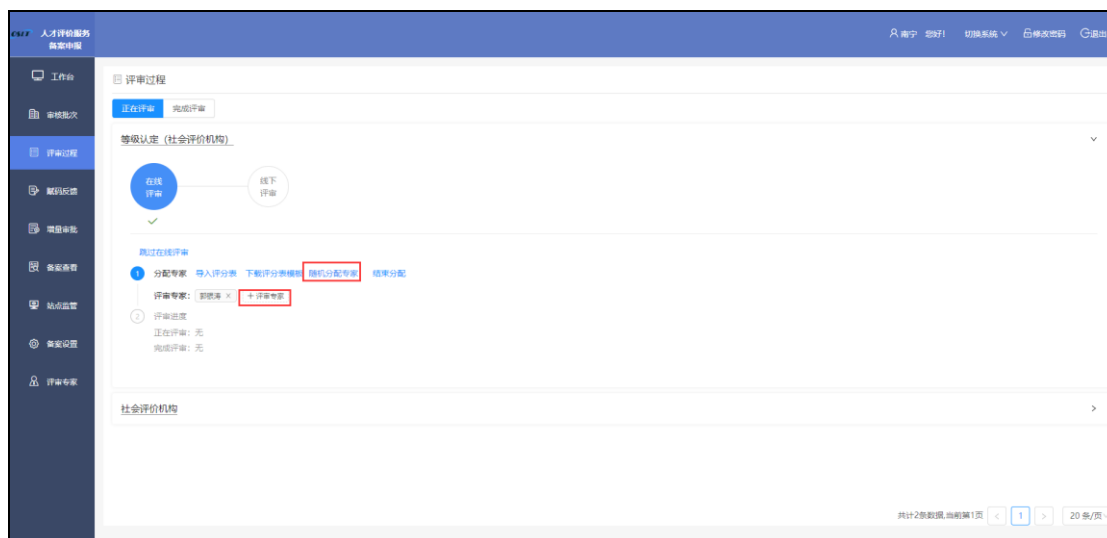 OSTA 人才评价服务
备案申报
南宁 您好! 切换系统 修改密码 退出
工作台
审核批次
评审过程
赋码反馈
增量审批
备案查看
站点监管
备案设置
评审专家
评审过程
正在评审 完成评审
等级认定（社会评价机构）
在线
评审
线下
评审
跳过在线评审
1 分配专家 导入评分表 下载评分表模板 随机分配专家 结束分配
评审专家: × ＋评审专家
2 评审进度
正在评审: 无
完成评审: 无
社会评价机构
共计2条数据,当前第1页 < 1 > 20 条/页